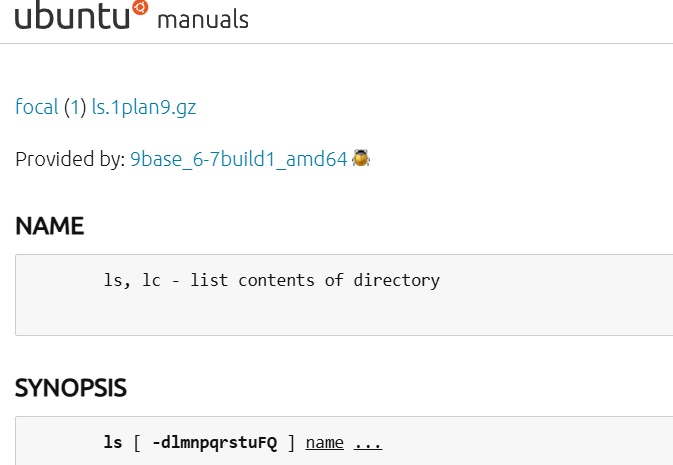 ubuntu manuals
focal (1) ls.1plan9.gz
Provided by: 9base_6-7build1_amd64
NAME
ls, lc - list contents of directory
SYNOPSIS
ls [ -dlmnpqrstuFQ ] name ...